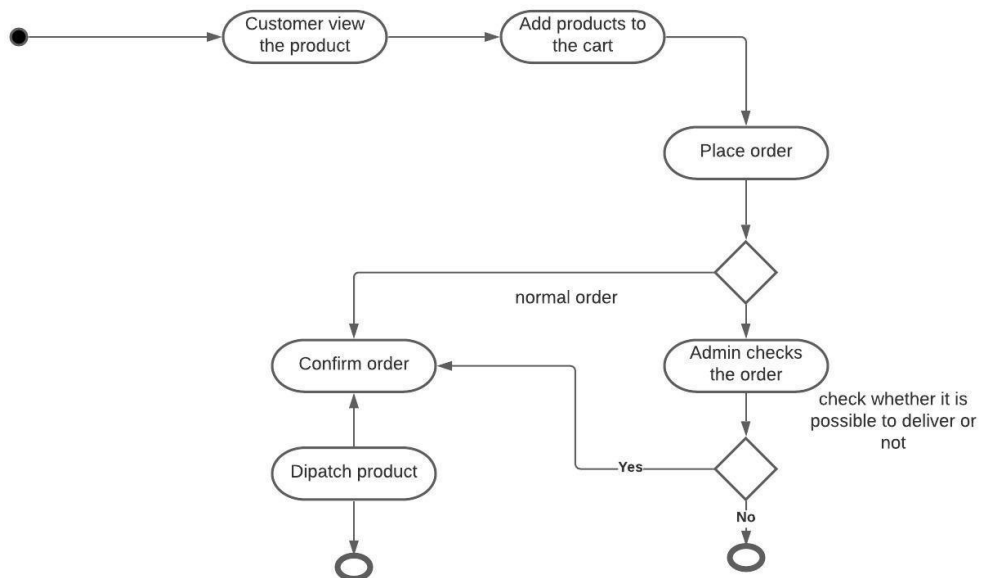 Customer view
the product
Add products to
the cart
Place order
normal order
Confirm order
Admin checks
the order
check whether it is
possible to deliver or
not
Yes
Dipatch product
No